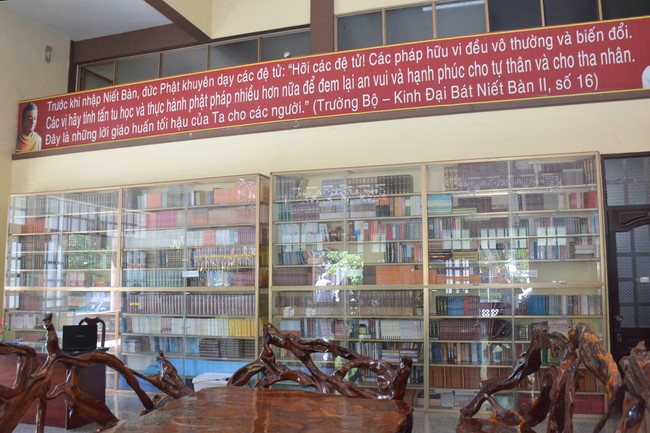 Trước khi nhập Niết Bàn, đức Phật khuyên dạy các đệ tử: “Hỡi các đệ tử! Các pháp hữu vi đều vô thường và biến đổi.
Các vị hãy tinh tấn tu học và thực hành phật pháp nhiều hơn nữa để đem lại an vui và hạnh phúc cho tự thân và cho tha nhân.
Đây là những lời giáo huấn tối hậu của Ta cho các người.” (Trường Bộ – Kinh Đại Bát Niết Bàn II, số 16)